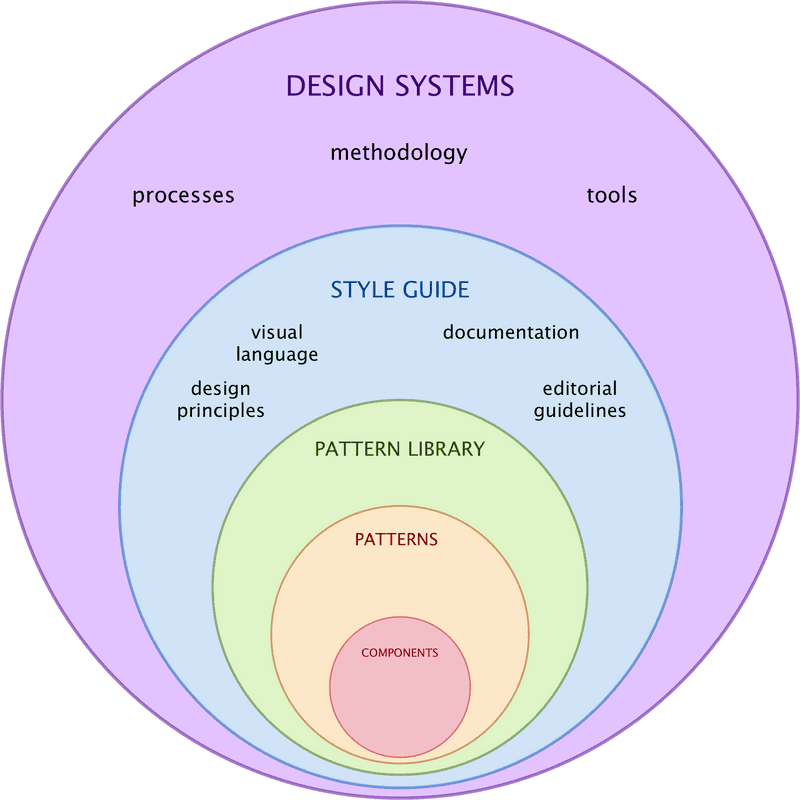 DESIGN SYSTEMS
methodology
processes
tools
STYLE GUIDE
visual
language
documentation
design
principles
editorial
guidelines
PATTERN LIBRARY
PATTERNS
COMPONENTS